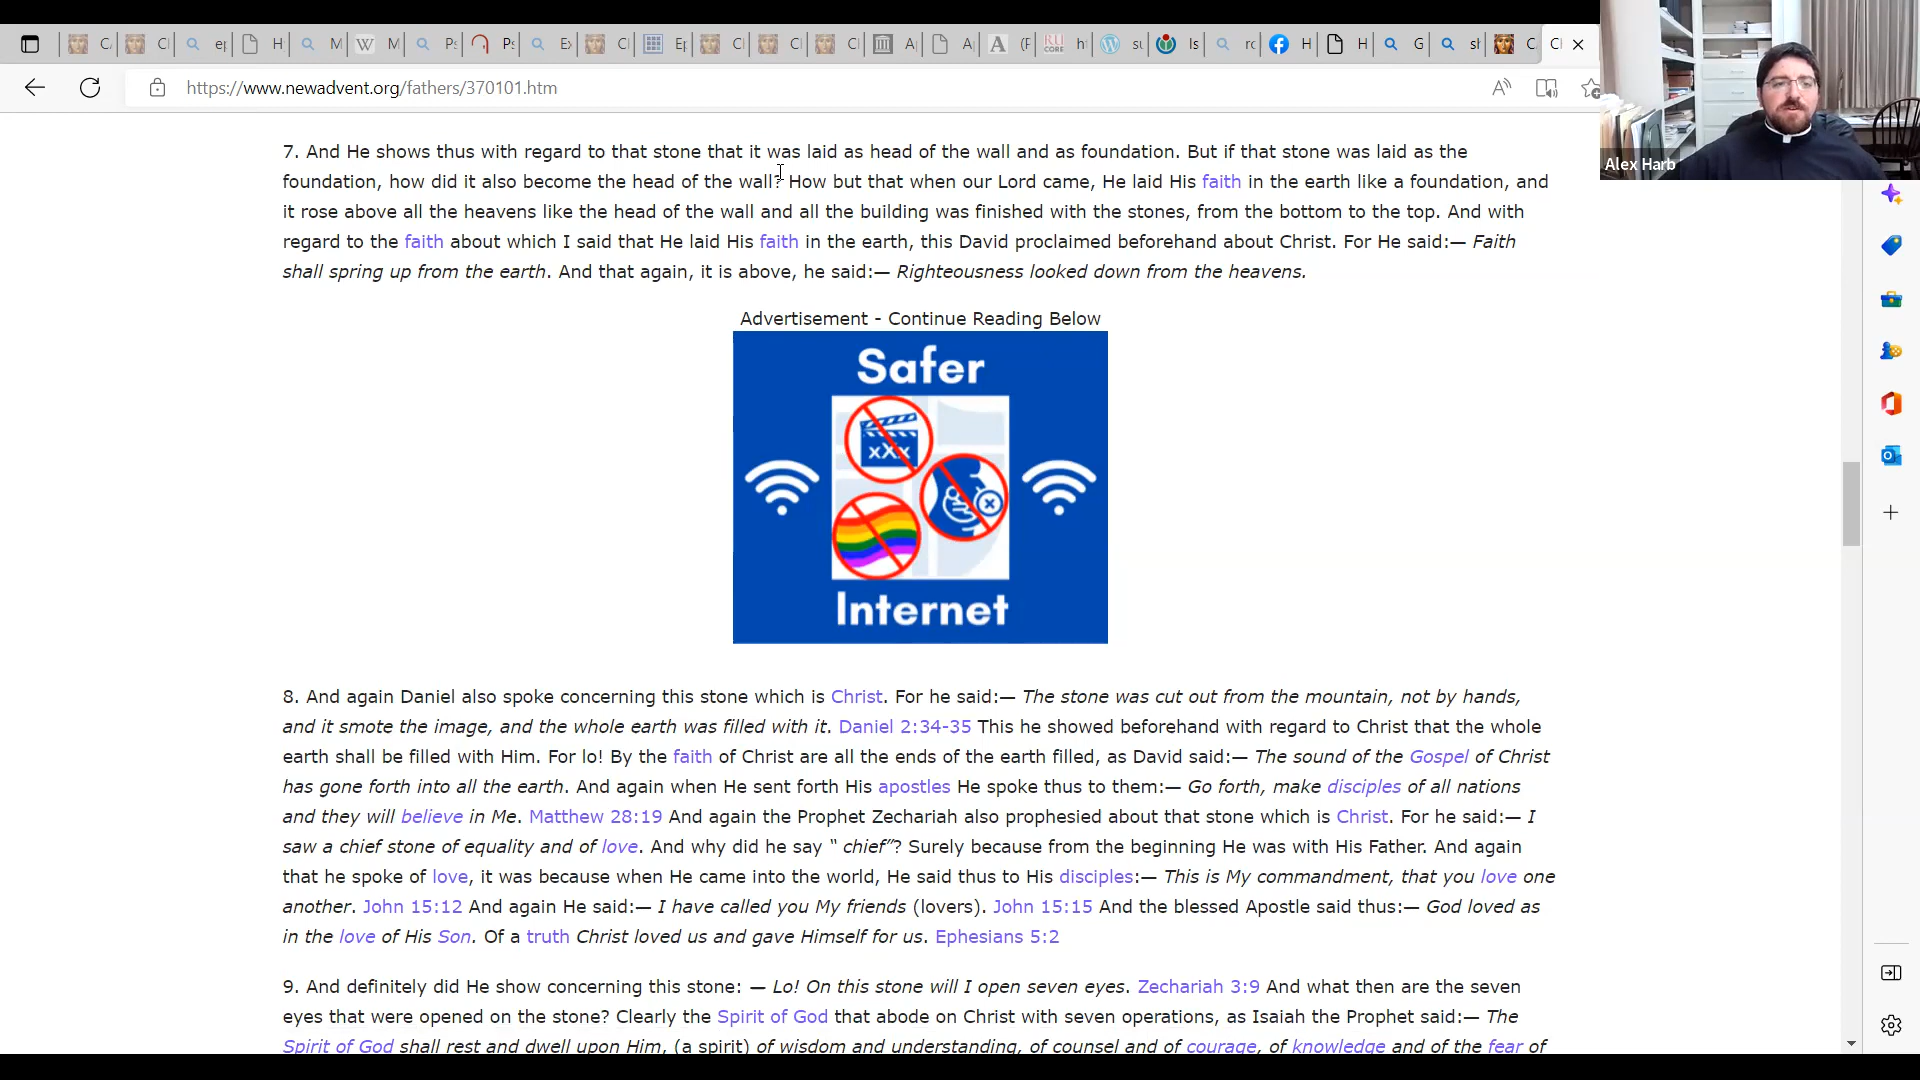 https://www.newadvent.org/fathers/370101.htm
Alex Harb
7. And He shows thus with regard to that stone that it was laid as head of the wall and as foundation. But if that stone was laid as the
foundation, how did it also become the head of the wall? How but that when our Lord came, He laid His faith in the earth like a foundation, and
it rose above all the heavens like the head of the wall and all the building was finished with the stones, from the bottom to the top. And with
regard to the faith about which I said that He laid His faith in the earth, this David proclaimed beforehand about Christ. For He said:— Faith
shall spring up from the earth. And that again, it is above, he said:— Righteousness looked down from the heavens.
Advertisement - Continue Reading Below
Safer
xXx
Internet
8. And again Daniel also spoke concerning this stone which is Christ. For he said:— The stone was cut out from the mountain, not by hands,
and it smote the image, and the whole earth was filled with it. Daniel 2:34-35 This he showed beforehand with regard to Christ that the whole
earth shall be filled with Him. For lo! By the faith of Christ are all the ends of the earth filled, as David said:— The sound of the Gospel of Christ
has gone forth into all the earth. And again when He sent forth His apostles He spoke thus to them:— Go forth, make disciples of all nations
and they will believe in Me. Matthew 28:19 And again the Prophet Zechariah also prophesied about that stone which is Christ. For he said:— I
saw a chief stone of equality and of love. And why did he say “ chief”? Surely because from the beginning He was with His Father. And again
that he spoke of love, it was because when He came into the world, He said thus to His disciples:— This is My commandment, that you love one
another. John 15:12 And again He said:— I have called you My friends (lovers). John 15:15 And the blessed Apostle said thus:— God loved as
in the love of His Son. Of a truth Christ loved us and gave Himself for us. Ephesians 5:2
9. And definitely did He show concerning this stone: — Lo! On this stone will I open seven eyes. Zechariah 3:9 And what then are the seven
eyes that were opened on the stone? Clearly the Spirit of God that abode on Christ with seven operations, as Isaiah the Prophet said:— The
Spirit of God shall rest and dwell upon Him, (a spirit) of wisdom and understanding, of counsel and of courage, of knowledge and of the fear of